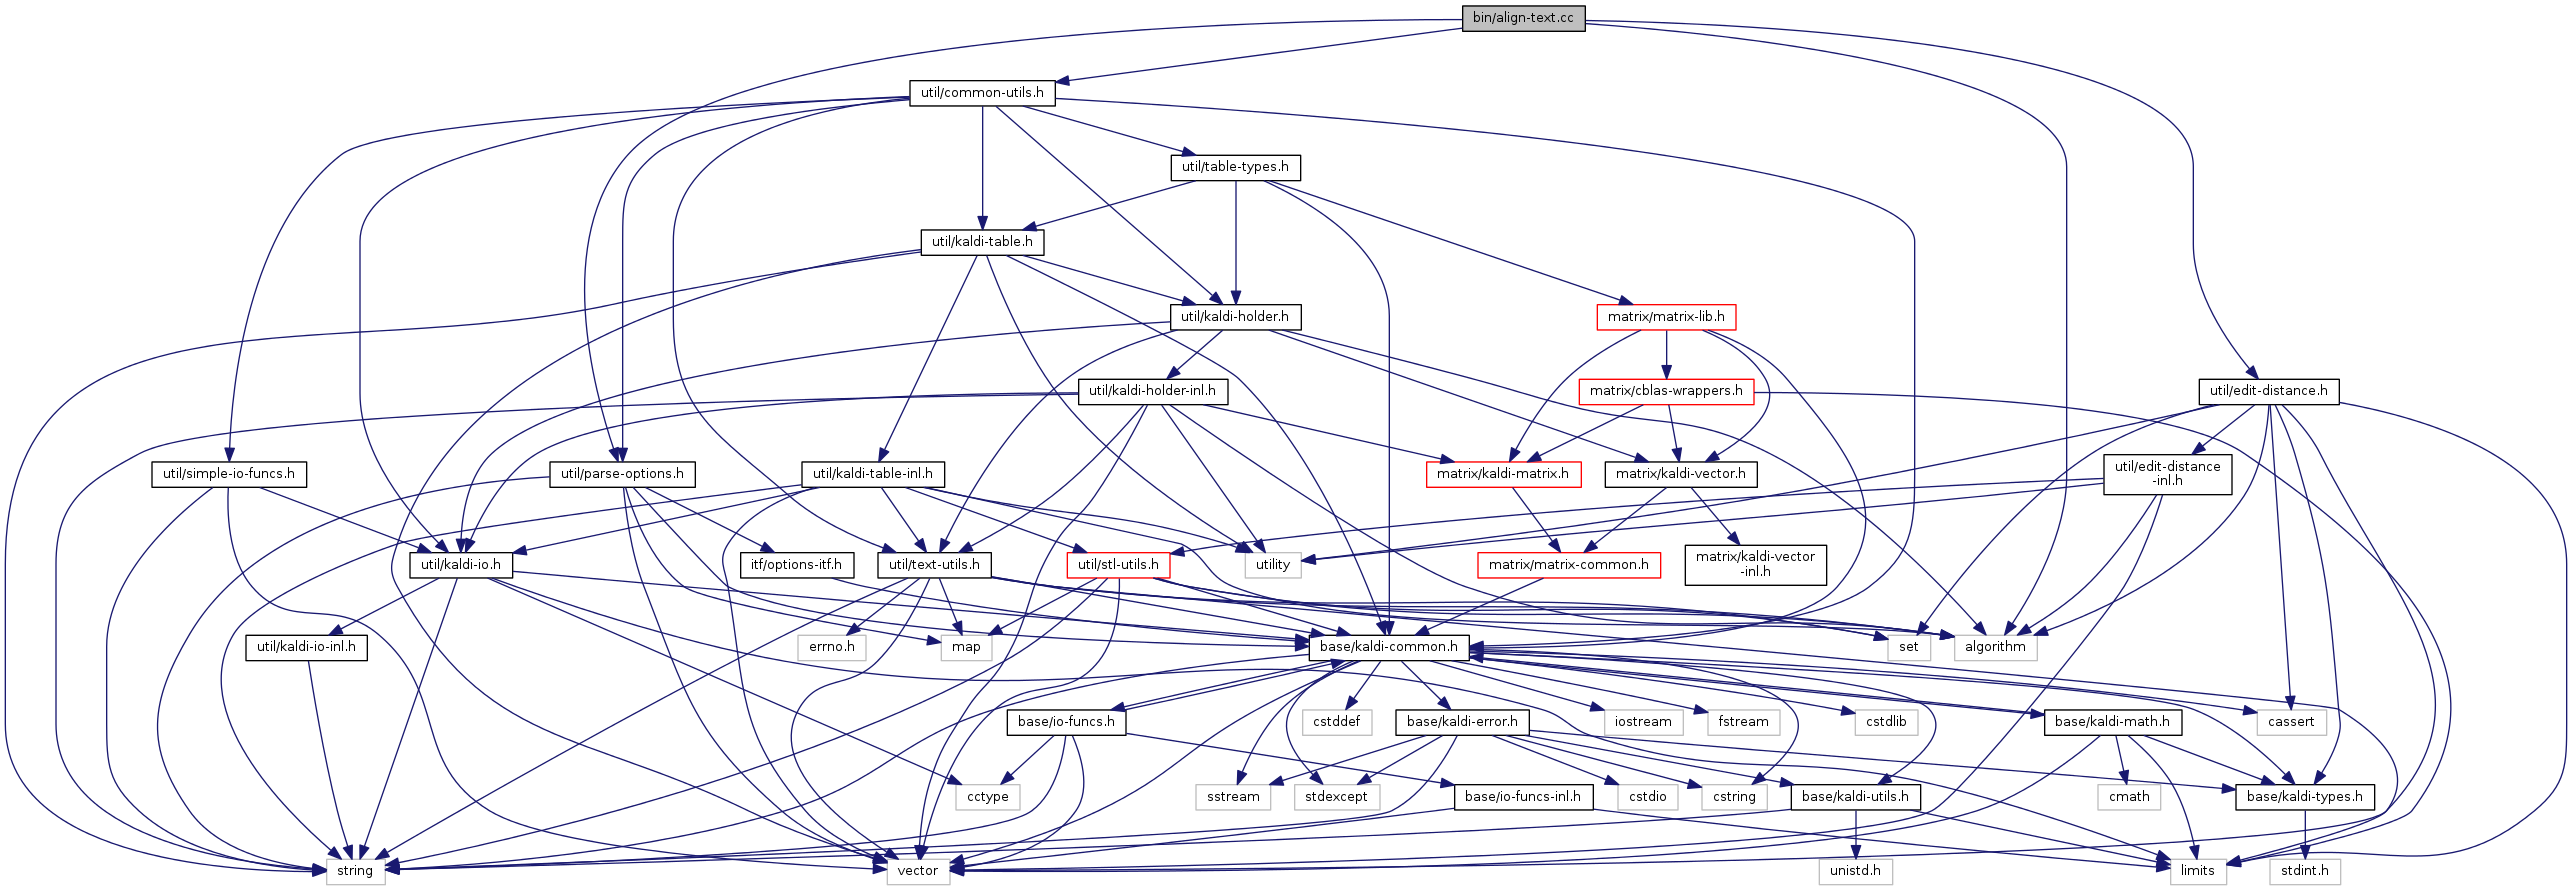 bin/align-text.cc
util/common-utils.h
util/table-types.h
util/kaldi-table.h
util/kaldi-holder.h
matrix/matrix-lib.h
util/kaldi-holder-inl.h
matrix/cblas-wrappers.h
util/edit-distance.h
util/simple-io-funcs.h
util/parse-options.h
util/kaldi-table-inl.h
matrix/kaldi-matrix.h
matrix/kaldi-vector.h
util/edit-distance
-inl.h
util/kaldi-io.h
itf/options-itf.h
util/text-utils.h
util/stl-utils.h
utility
matrix/matrix-common.h
matrix/kaldi-vector
-inl.h
util/kaldi-io-inl.h
errno.h
map
base/kaldi-common.h
set
algorithm
base/io-funcs.h
cstddef
base/kaldi-error.h
iostream
fstream
cstdlib
base/kaldi-math.h
cassert
cctype
sstream
stdexcept
base/io-funcs-inl.h
cstdio
cstring
base/kaldi-utils.h
cmath
base/kaldi-types.h
string
vector
unistd.h
limits
stdint.h